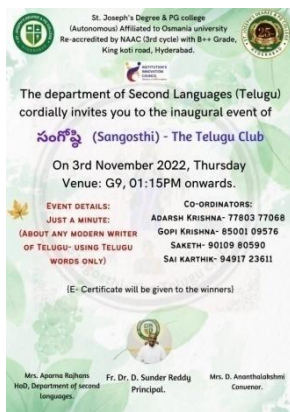 St. Joseph's Degree & PG college
(Autonomous) Affiliated to Osmania university
Re-accredited by NAAC (3rd cycle) with B++ Grade,
King koti road, Hyderabad.
INSTITUTION'S
INNOVATION
COUNCIL
The department of Second Languages (Telugu)
cordially invites you to the inaugural event of
సంగోష్ఠి (Sangosthi) - The Telugu Club
On 3rd November 2022, Thursday
Venue: G9, 01:15PM onwards.
EVENT DETAILS:
JUST A MINUTE:
(ABOUT ANY MODERN WRITER
OF TELUGU- USING TELUGU
WORDS ONLY)
CO-ORDINATORS:
ADARSH KRISHNA- 77803 77068
GOPI KRISHNA- 85001 09576
SAKETH- 90109 80590
SAI KARTHIK- 94917 23611
(E- Certificate will be given to the winners)
Mrs. Aparna Rajhans
HoD, Department of second
languages.
Fr. Dr. D. Sunder Reddy
Principal.
Mrs. D. Ananthalakshmi
Convenor.